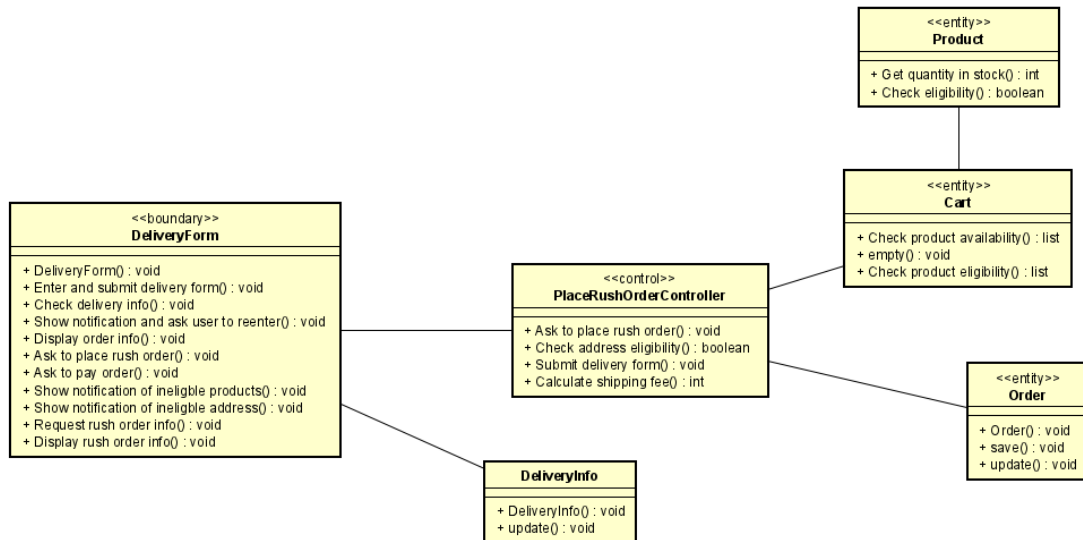 <<entity>>
Product
+ Get quantity in stock() : int
+ Check eligibility() : boolean
<<entity>>
Cart
+ Check product availability() : list
+ empty() : void
+ Check product eligibility() : list
<<boundary>>
DeliveryForm
+ DeliveryForm() : void
+ Enter and submit delivery form() : void
+ Check delivery info() : void
+ Show notification and ask user to reenter() : void
+ Display order info() : void
+ Ask to place rush order() : void
+ Ask to pay order() : void
+ Show notification of ineligble products() : void
+ Show notification of ineligble address() : void
+ Request rush order info() : void
+ Display rush order info() : void
<<control>>
PlaceRushOrderController
+ Ask to place rush order() : void
+ Check address eligibility() : boolean
+ Submit delivery form() : void
+ Calculate shipping fee() : int
<<entity>>
Order
+ Order() : void
+ save() : void
+ update() : void
DeliveryInfo
+ DeliveryInfo() : void
+ update() : void